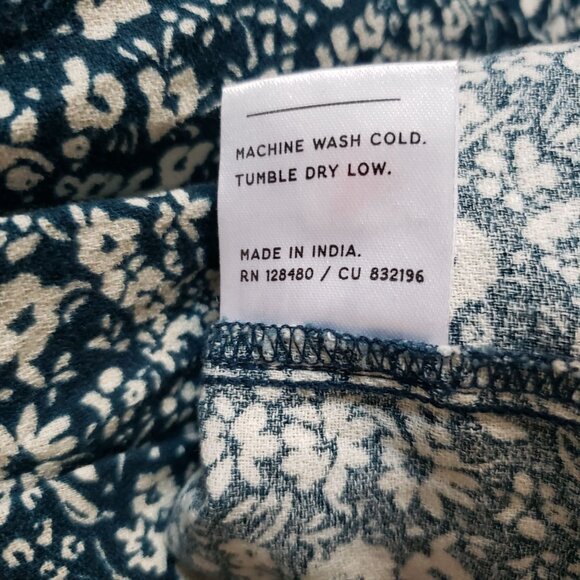 MACHINE WASH COLD.
TUMBLE DRY LOW.
MADE IN INDIA.
RN 128480 / CU 832196